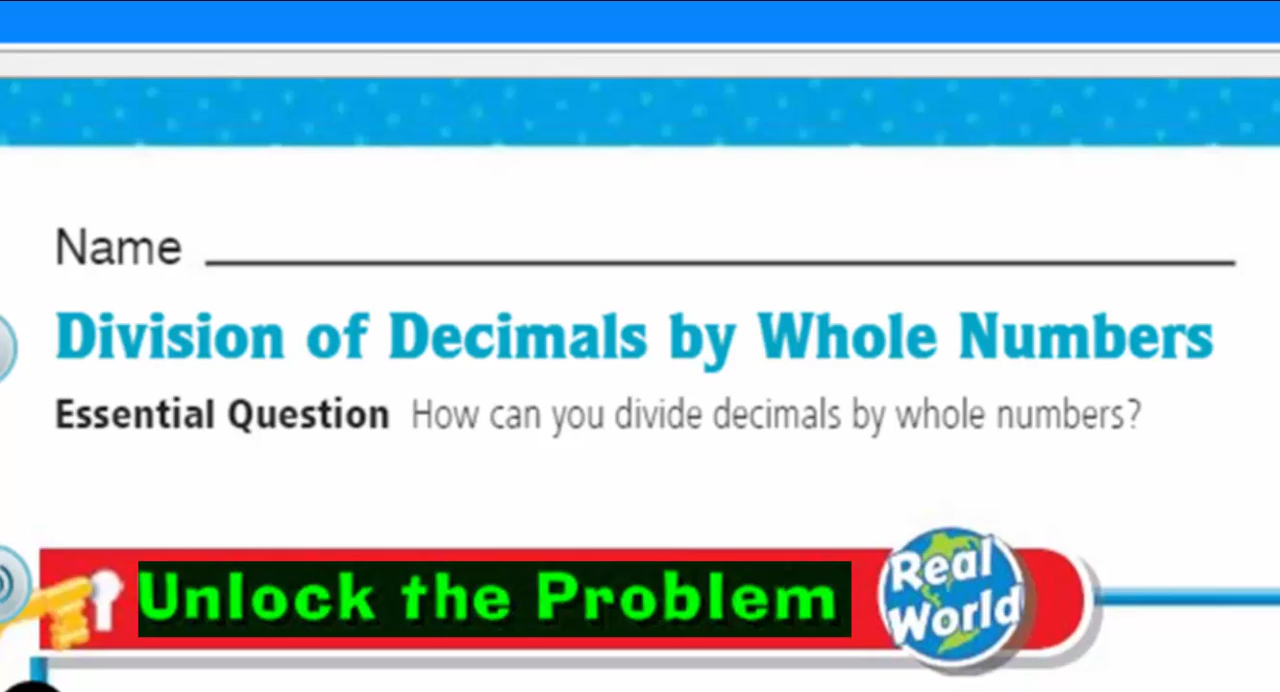 Name
Division of Decimals by Whole Numbers
Essential Question How can you divide decimals by whole numbers?
Unlock the Problem
Real
World